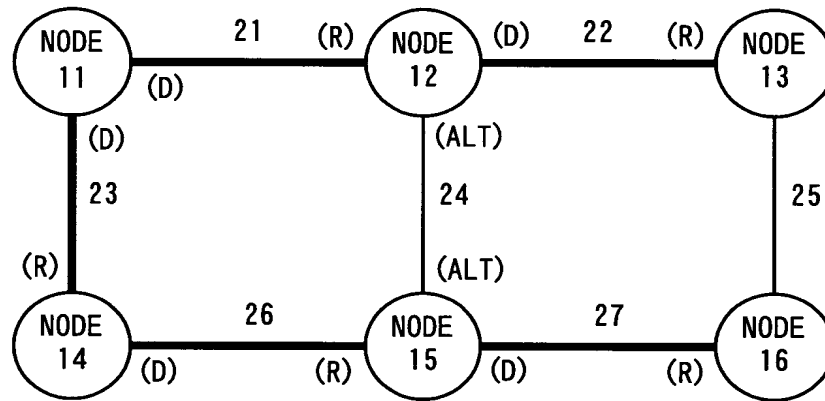 NODE
11
21
(R)
NODE
12
(D)
22
(R)
NODE
13
(D)
(D)
(ALT)
23
24
25
(R)
(ALT)
NODE
14
26
NODE
15
27
NODE
16
(D)
(R)
(D)
(R)